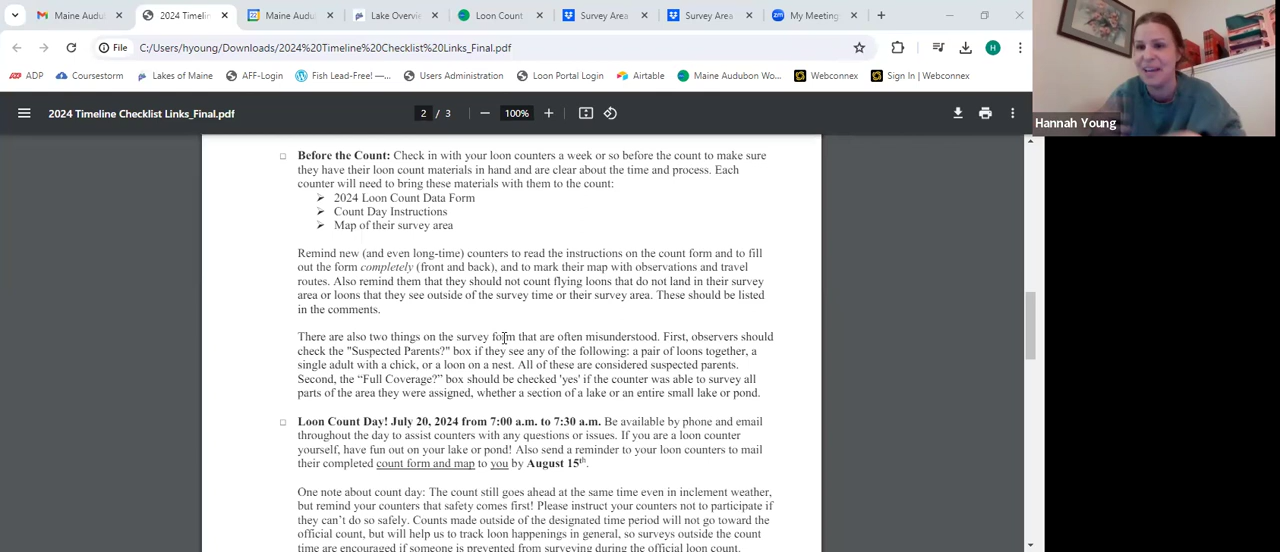 Maine Audu
2024 Timelin
Maine Audu
Lake Overvi
Loon Count
Survey Area
Survey Area
My Meeting
File
C:/Users/hyoung/Downloads/2024%20Timeline%20Checklist%20Links_Final.pdf
H
ADP
Coursestorm
Lakes of Maine
AFF-Login
Fish Lead-Free! —...
Users Administration
Loon Portal Login
Airtable
Maine Audubon Wo...
Webconnex
Sign In | Webconnex
2024 Timeline Checklist Links_Final.pdf
2 / 3
100%
Hannah Young
Before the Count: Check in with your loon counters a week or so before the count to make sure
they have their loon count materials in hand and are clear about the time and process. Each
counter will need to bring these materials with them to the count:
➢ 2024 Loon Count Data Form
➢ Count Day Instructions
➢ Map of their survey area
Remind new (and even long-time) counters to read the instructions on the count form and to fill
out the form completely (front and back), and to mark their map with observations and travel
routes. Also remind them that they should not count flying loons that do not land in their survey
area or loons that they see outside of the survey time or their survey area. These should be listed
in the comments.
There are also two things on the survey form that are often misunderstood. First, observers should
check the "Suspected Parents?" box if they see any of the following: a pair of loons together, a
single adult with a chick, or a loon on a nest. All of these are considered suspected parents.
Second, the “Full Coverage?” box should be checked 'yes' if the counter was able to survey all
parts of the area they were assigned, whether a section of a lake or an entire small lake or pond.
Loon Count Day! July 20, 2024 from 7:00 a.m. to 7:30 a.m. Be available by phone and email
throughout the day to assist counters with any questions or issues. If you are a loon counter
yourself, have fun out on your lake or pond! Also send a reminder to your loon counters to mail
their completed count form and map to you by August 15th.
One note about count day: The count still goes ahead at the same time even in inclement weather,
but remind your counters that safety comes first! Please instruct your counters not to participate if
they can’t do so safely. Counts made outside of the designated time period will not go toward the
official count, but will help us to track loon happenings in general, so surveys outside the count
time are encouraged if someone is prevented from surveying during the official loon count.